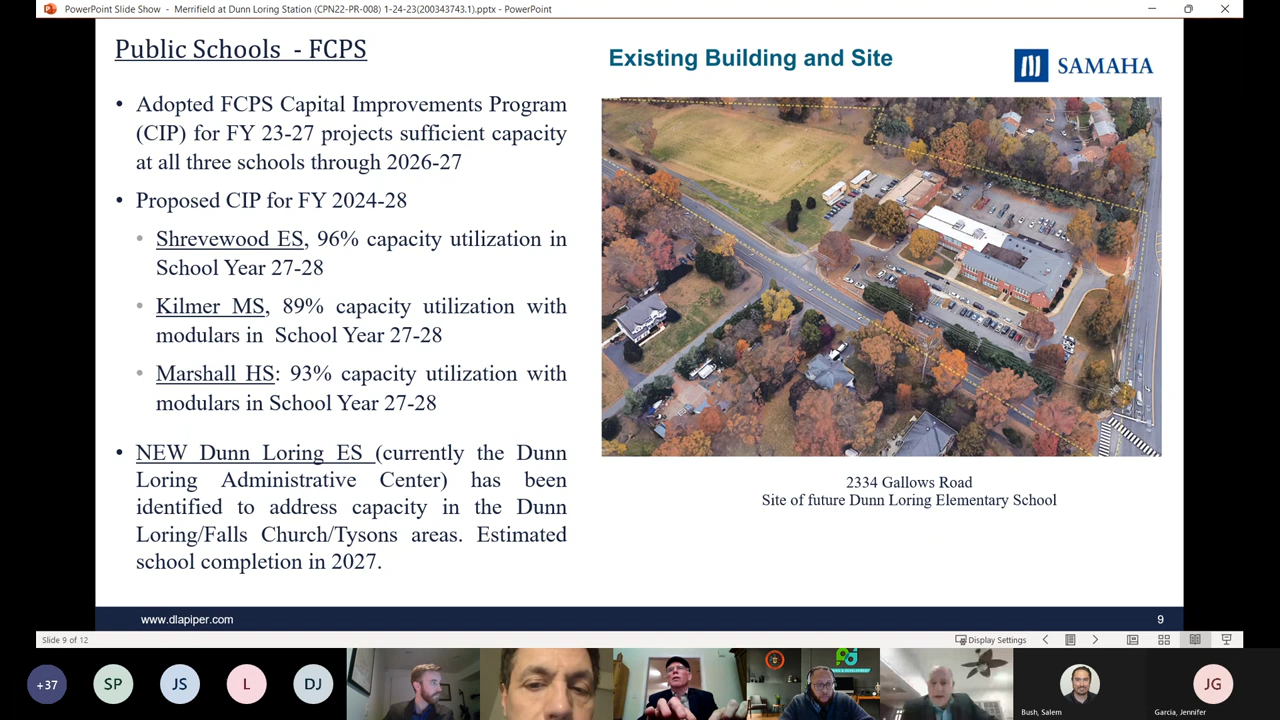 PowerPoint Slide Show - Merrifield at Dunn Loring Station (CPN22-PR-008) 1-24-23(200343743.1).pptx - PowerPoint
Public Schools - FCPS
• Adopted FCPS Capital Improvements Program
(CIP) for FY 23-27 projects sufficient capacity
at all three schools through 2026-27
• Proposed CIP for FY 2024-28
• Shrevewood ES, 96% capacity utilization in
School Year 27-28
• Kilmer MS, 89% capacity utilization with
modulars in School Year 27-28
• Marshall HS: 93% capacity utilization with
modulars in School Year 27-28
• NEW Dunn Loring ES (currently the Dunn
Loring Administrative Center) has been
identified to address capacity in the Dunn
Loring/Falls Church/Tysons areas. Estimated
school completion in 2027.
Existing Building and Site
SAMAHA
2334 Gallows Road
Site of future Dunn Loring Elementary School
www.dlapiper.com
9
Slide 9 of 12
Display Settings
+37
SP
JS
L
DJ
Bush, Salem
JG
Garcia, Jennifer